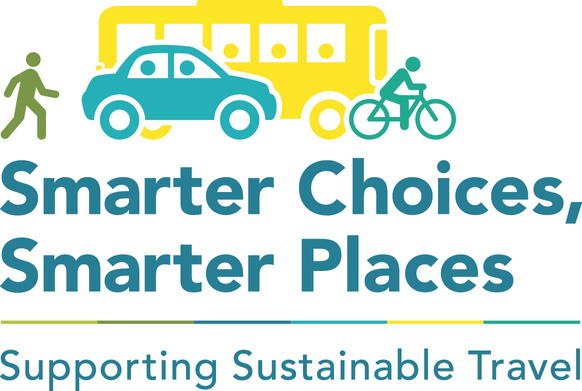 Smarter Choices,
Smarter Places
Supporting Sustainable Travel